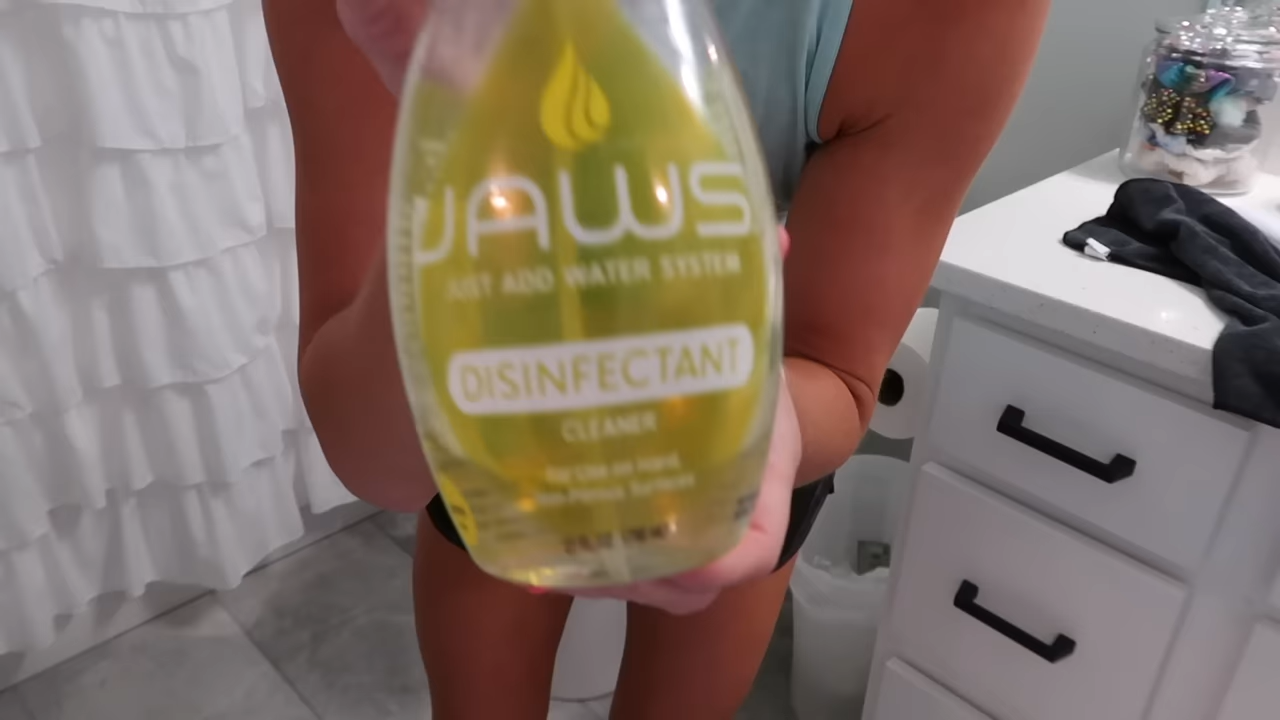 JAWS
JUST ADD WATER SYSTEM
DISINFECTANT
CLEANER
For Use on Hard,
Non-Porous Surfaces